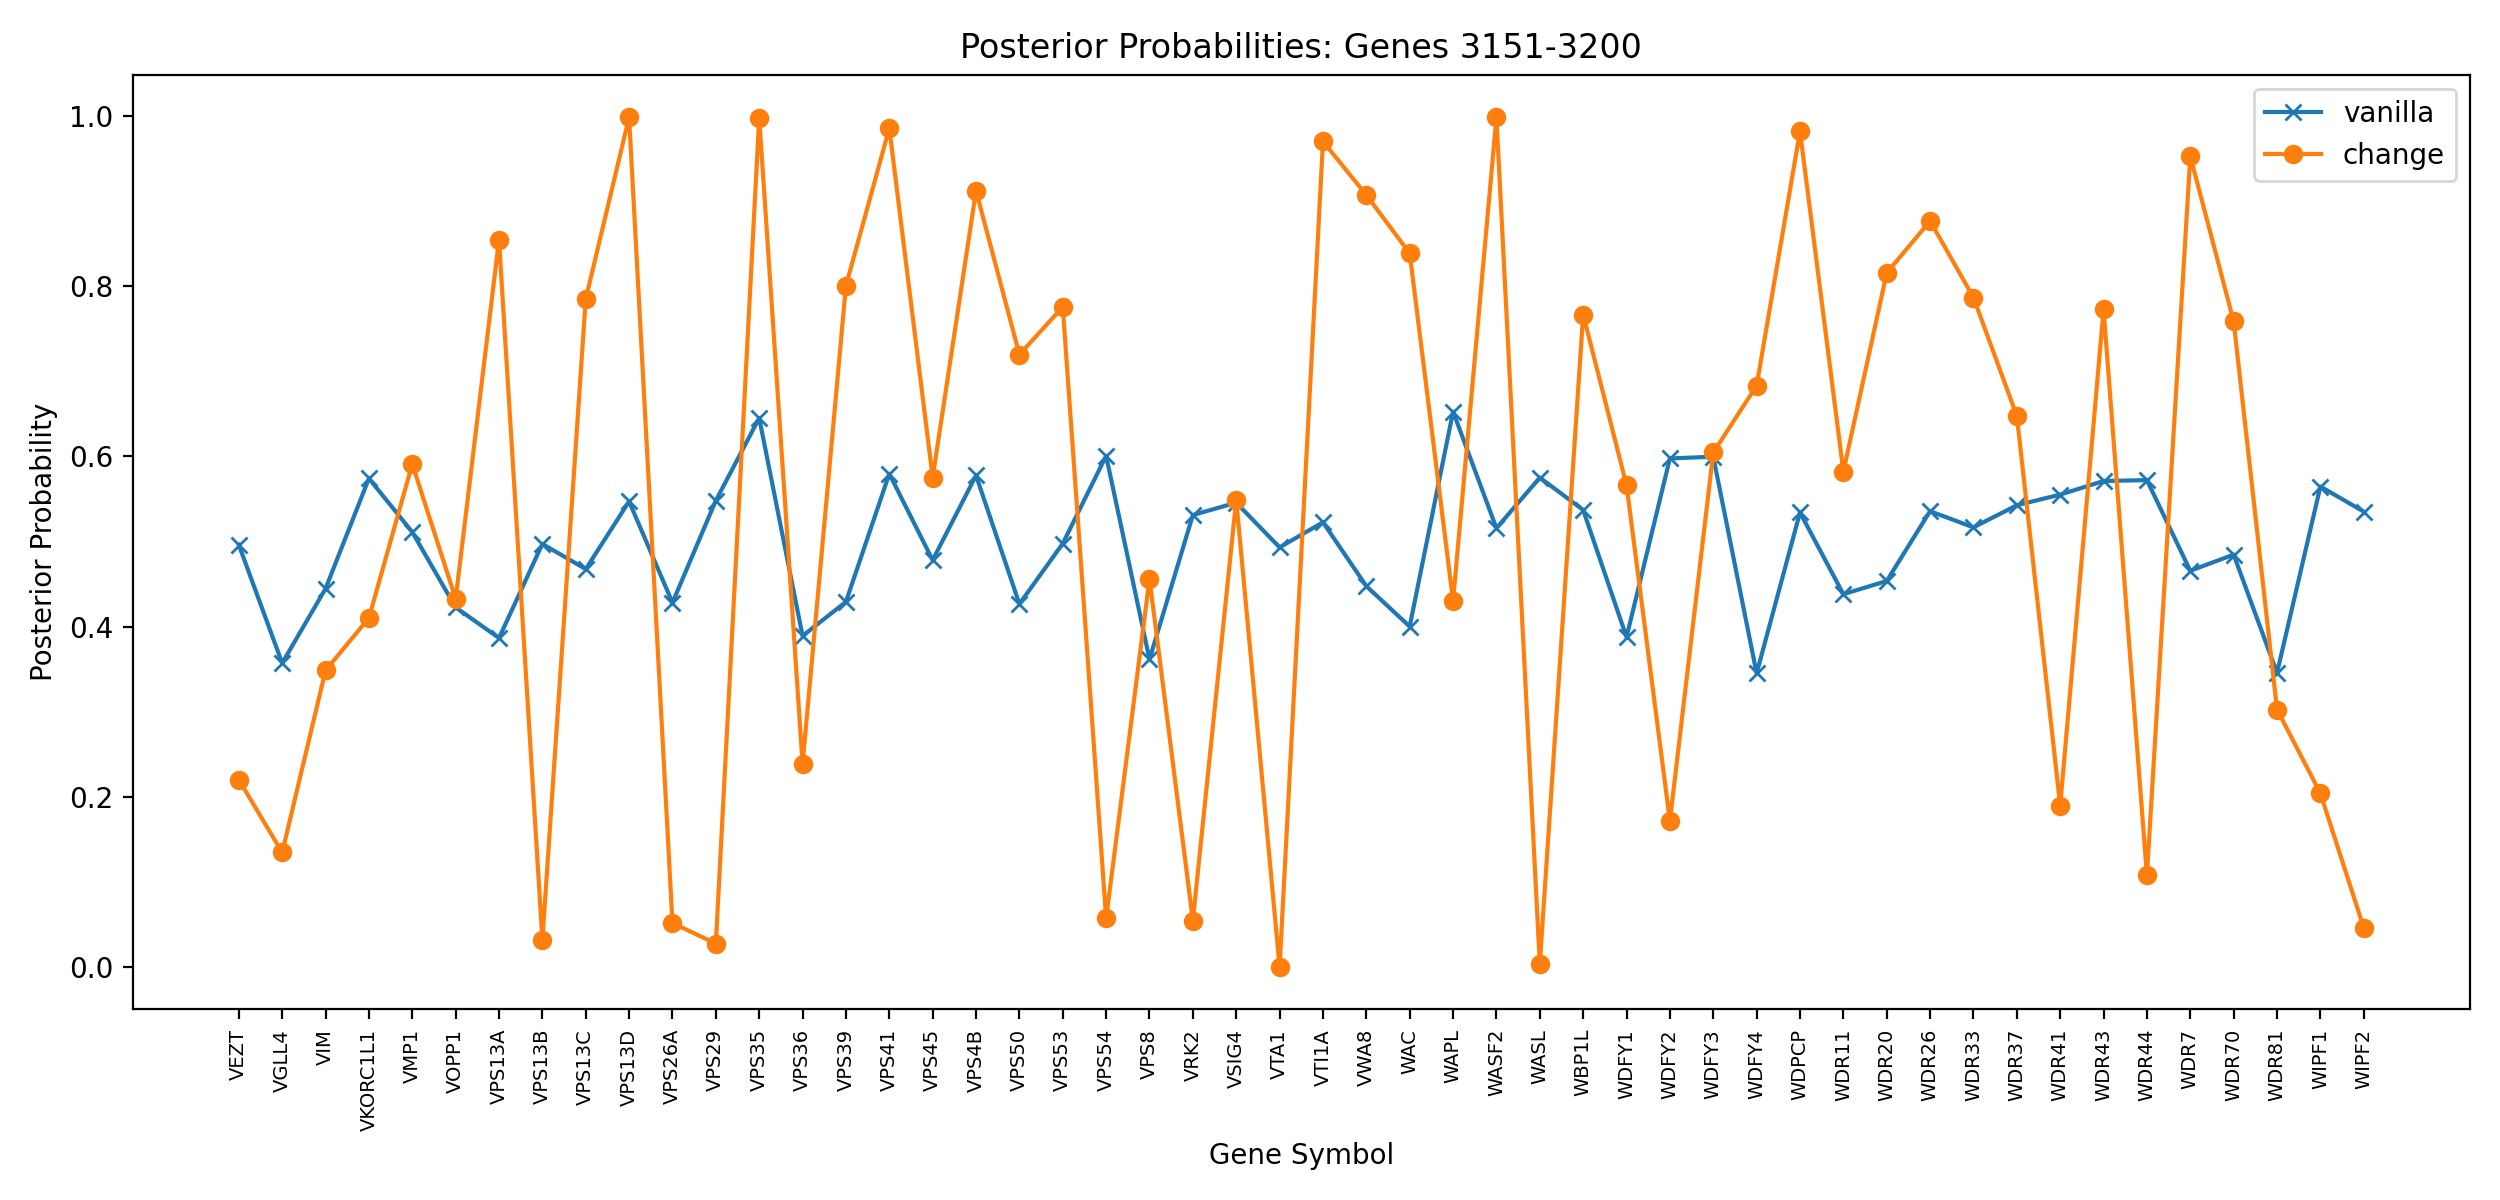 Posterior Probabilities: Genes 3151-3200
vanilla
change
Posterior Probability
1.0
0.8
0.6
0.4
0.2
0.0
VEZT
VGLL4
VIM
VKORC1L1
VMP1
VOPP1
VPS13A
VPS13B
VPS13C
VPS13D
VPS26A
VPS29
VPS35
VPS36
VPS39
VPS41
VPS45
VPS4B
VPS50
VPS53
VPS54
VPS8
VRK2
VSIG4
VTA1
VTI1A
VWA8
WAC
WAPL
WASF2
WASL
WBP1L
WDFY1
WDFY2
WDFY3
WDFY4
WDPCP
WDR11
WDR20
WDR26
WDR33
WDR37
WDR41
WDR43
WDR44
WDR7
WDR70
WDR81
WIPF1
WIPF2
Gene Symbol